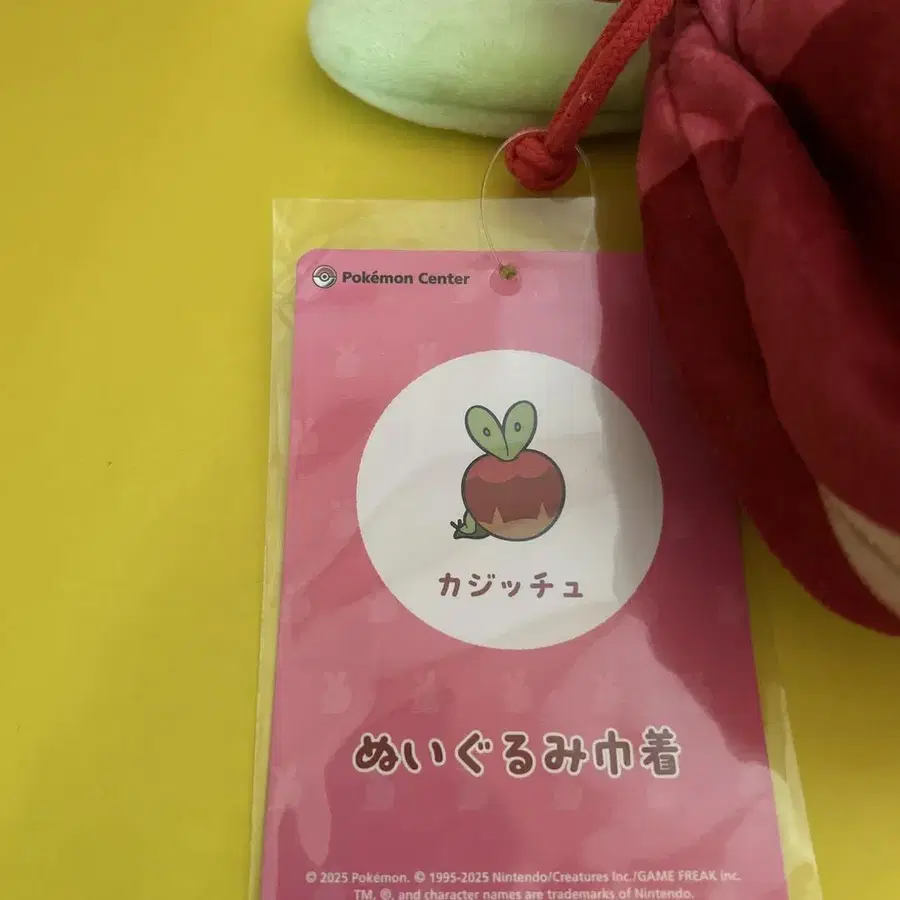 Pokémon Center
カジッチュ
ぬいぐるみ巾着
© 2025 Pokémon. © 1995-2025 Nintendo/Creatures Inc./GAME FREAK inc.
TM, ®, and character names are trademarks of Nintendo.